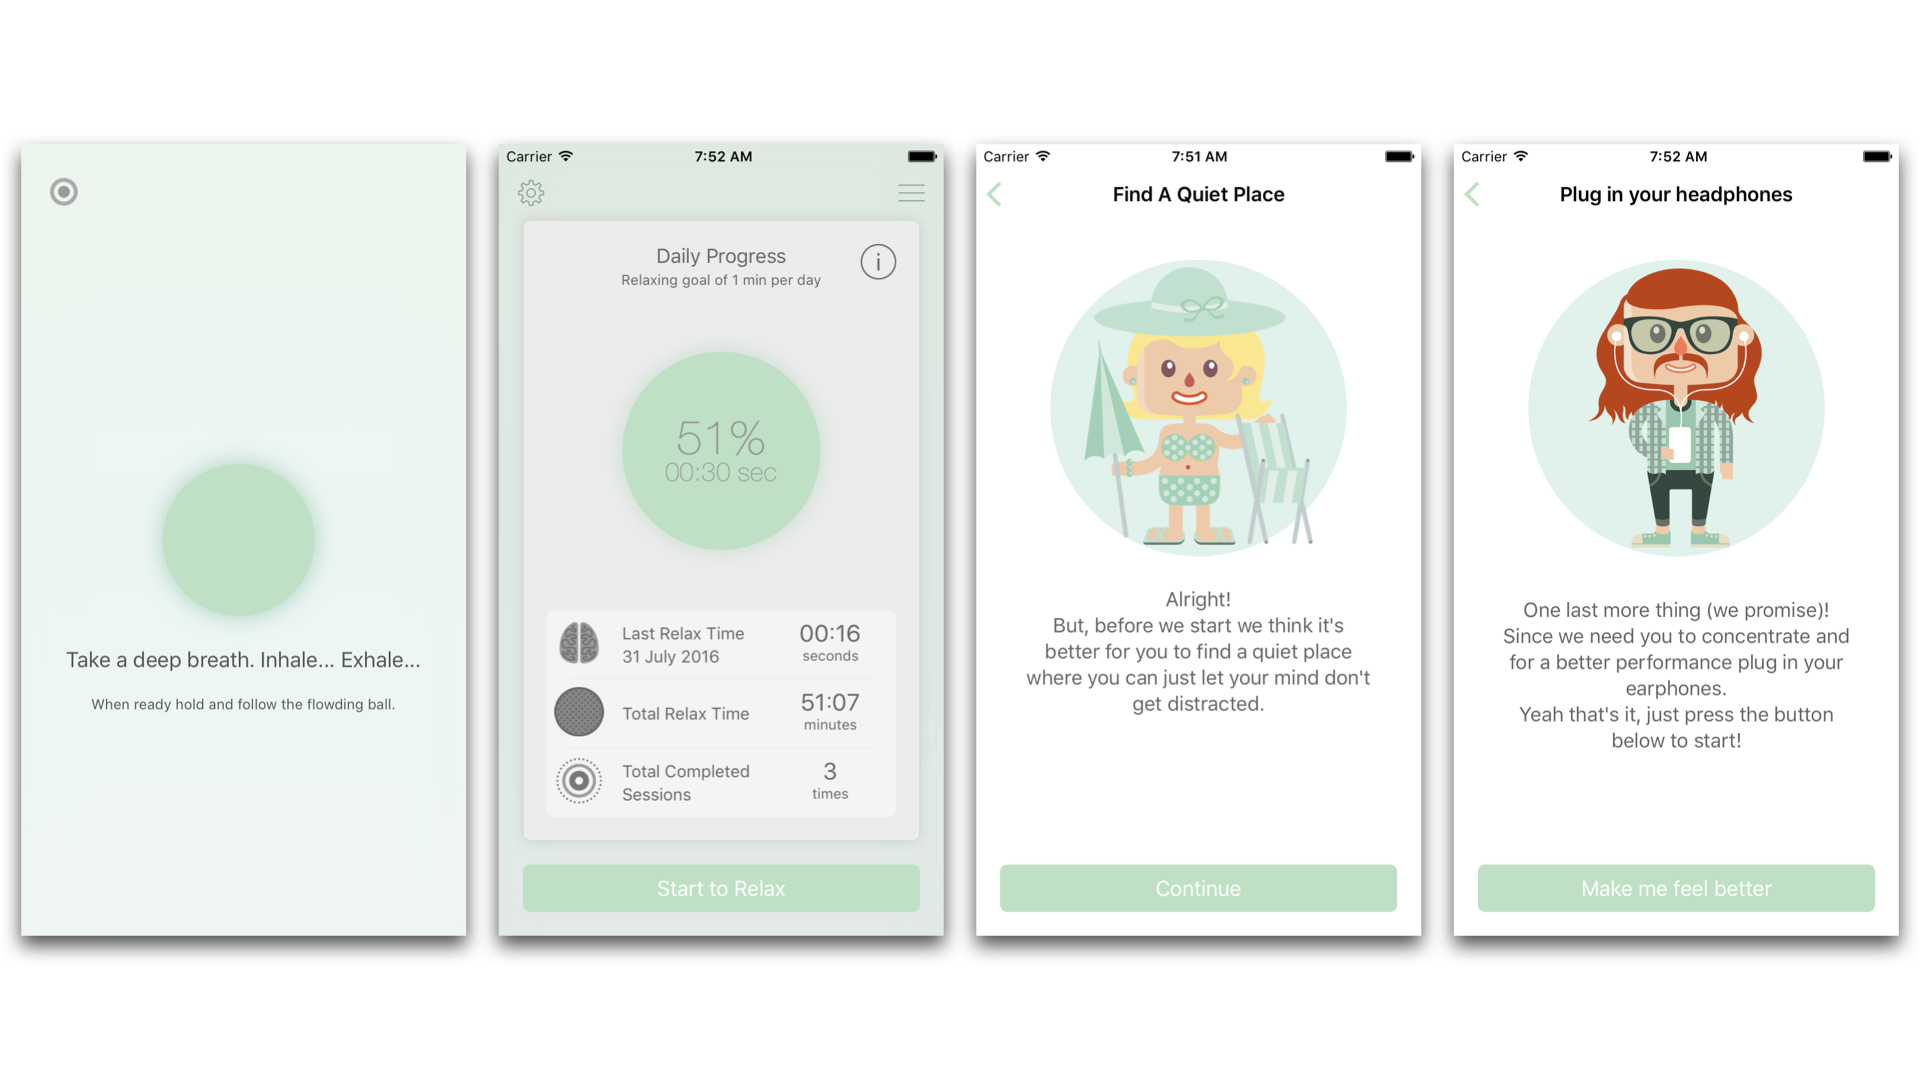 Take a deep breath. Inhale... Exhale...
When ready hold and follow the flowding ball.
Carrier 7:52 AM
Daily Progress
Relaxing goal of 1 min per day
i
51%
00:30 sec
Last Relax Time
31 July 2016
00:16
seconds
Total Relax Time
51:07
minutes
Total Completed
Sessions
3
times
Start to Relax
Carrier 7:51 AM
Find A Quiet Place
Alright!
But, before we start we think it's
better for you to find a quiet place
where you can just let your mind don't
get distracted.
Continue
Carrier 7:52 AM
Plug in your headphones
One last more thing (we promise)!
Since we need you to concentrate and
for a better performance plug in your
earphones.
Yeah that's it, just press the button
below to start!
Make me feel better